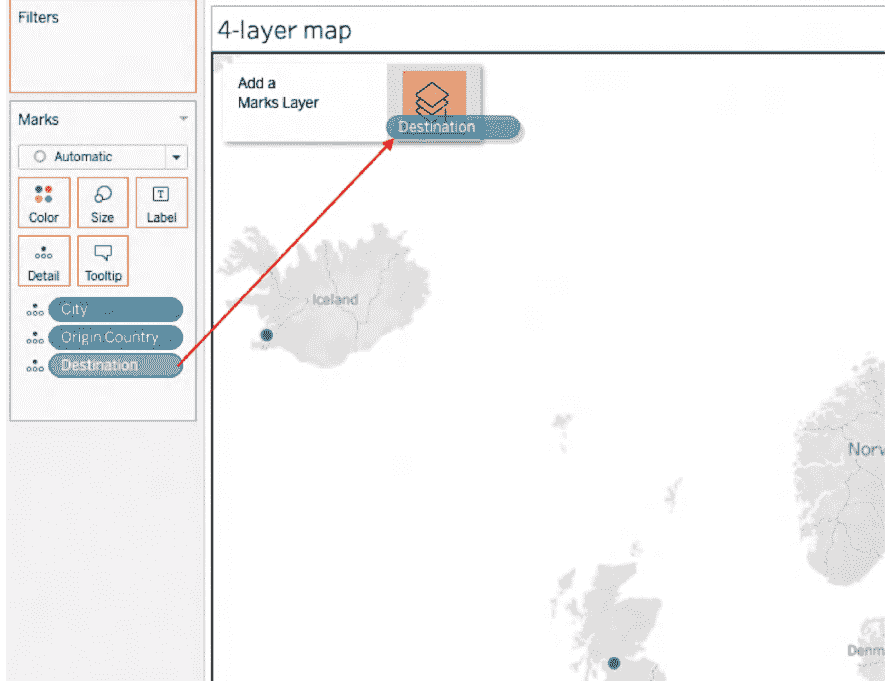 Filters
4-layer map
Add a
Marks Layer
Destination
Marks
Automatic
Color
Size
T
Label
Detail
Tooltip
City
Origin Country
Destination
Iceland
Norv
Denm